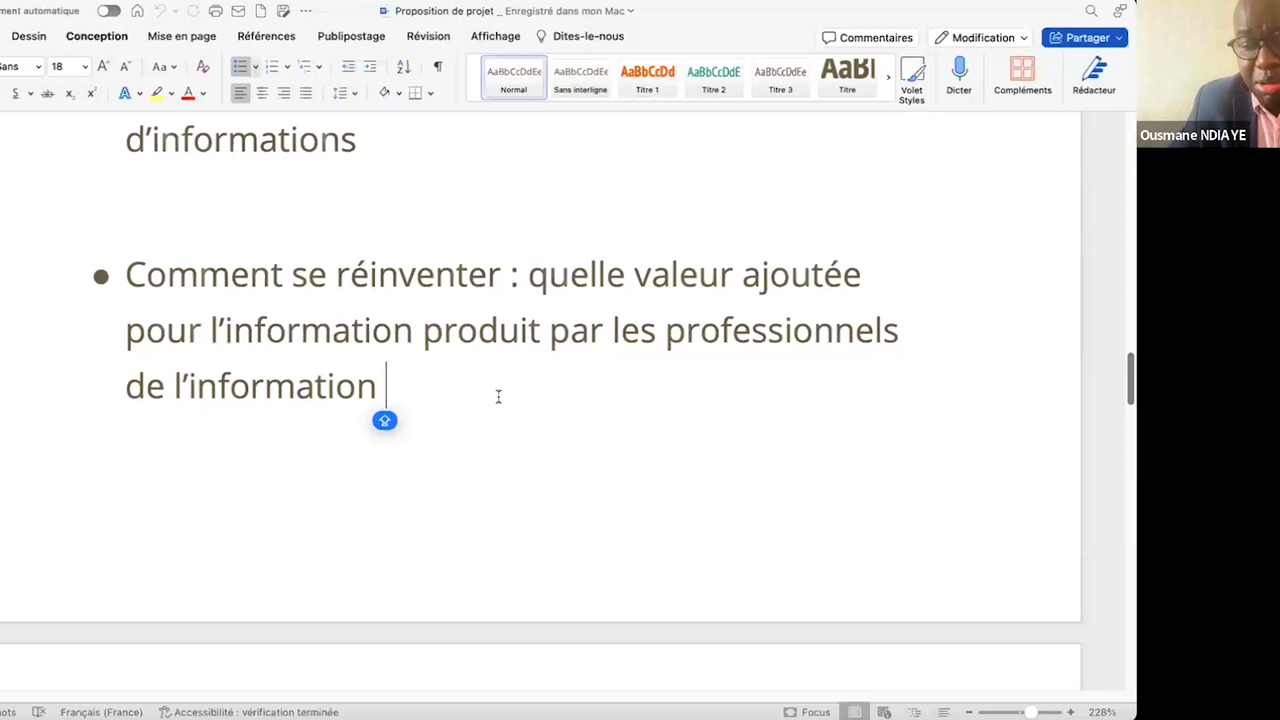 ment automatique
Proposition de projet _ Enregistré dans mon Mac
Dessin Conception Mise en page Références Publipostage Révision Affichage Dites-le-nous
Commentaires Modification Partager
Sans 18 Aa
AaBbCcDdEe AaBbCcDdEe AaBbCcDd AaBbCcDdE AaBbCcDdEe AaBl
Normal Sans interligne Titre 1 Titre 2 Titre 3 Titre
Volet Styles Dicter Compléments Rédacteur
Ousmane NDIAYE
d’informations
● Comment se réinventer : quelle valeur ajoutée
pour l’information produit par les professionnels
de l’information
Français (France) Accessibilité : vérification terminée Focus 228%